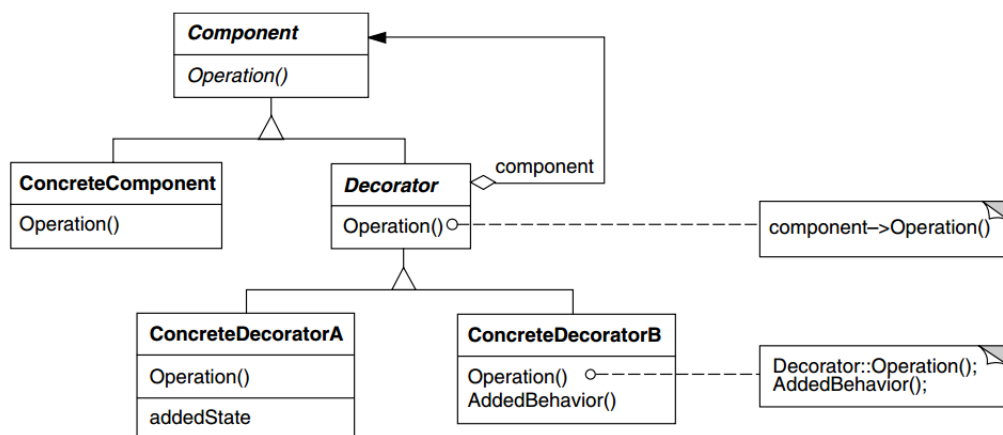 Component
Operation()
component
ConcreteComponent
Operation()
Decorator
Operation()
component–>Operation()
ConcreteDecoratorA
Operation()
addedState
ConcreteDecoratorB
Operation()
AddedBehavior()
Decorator::Operation();
AddedBehavior();